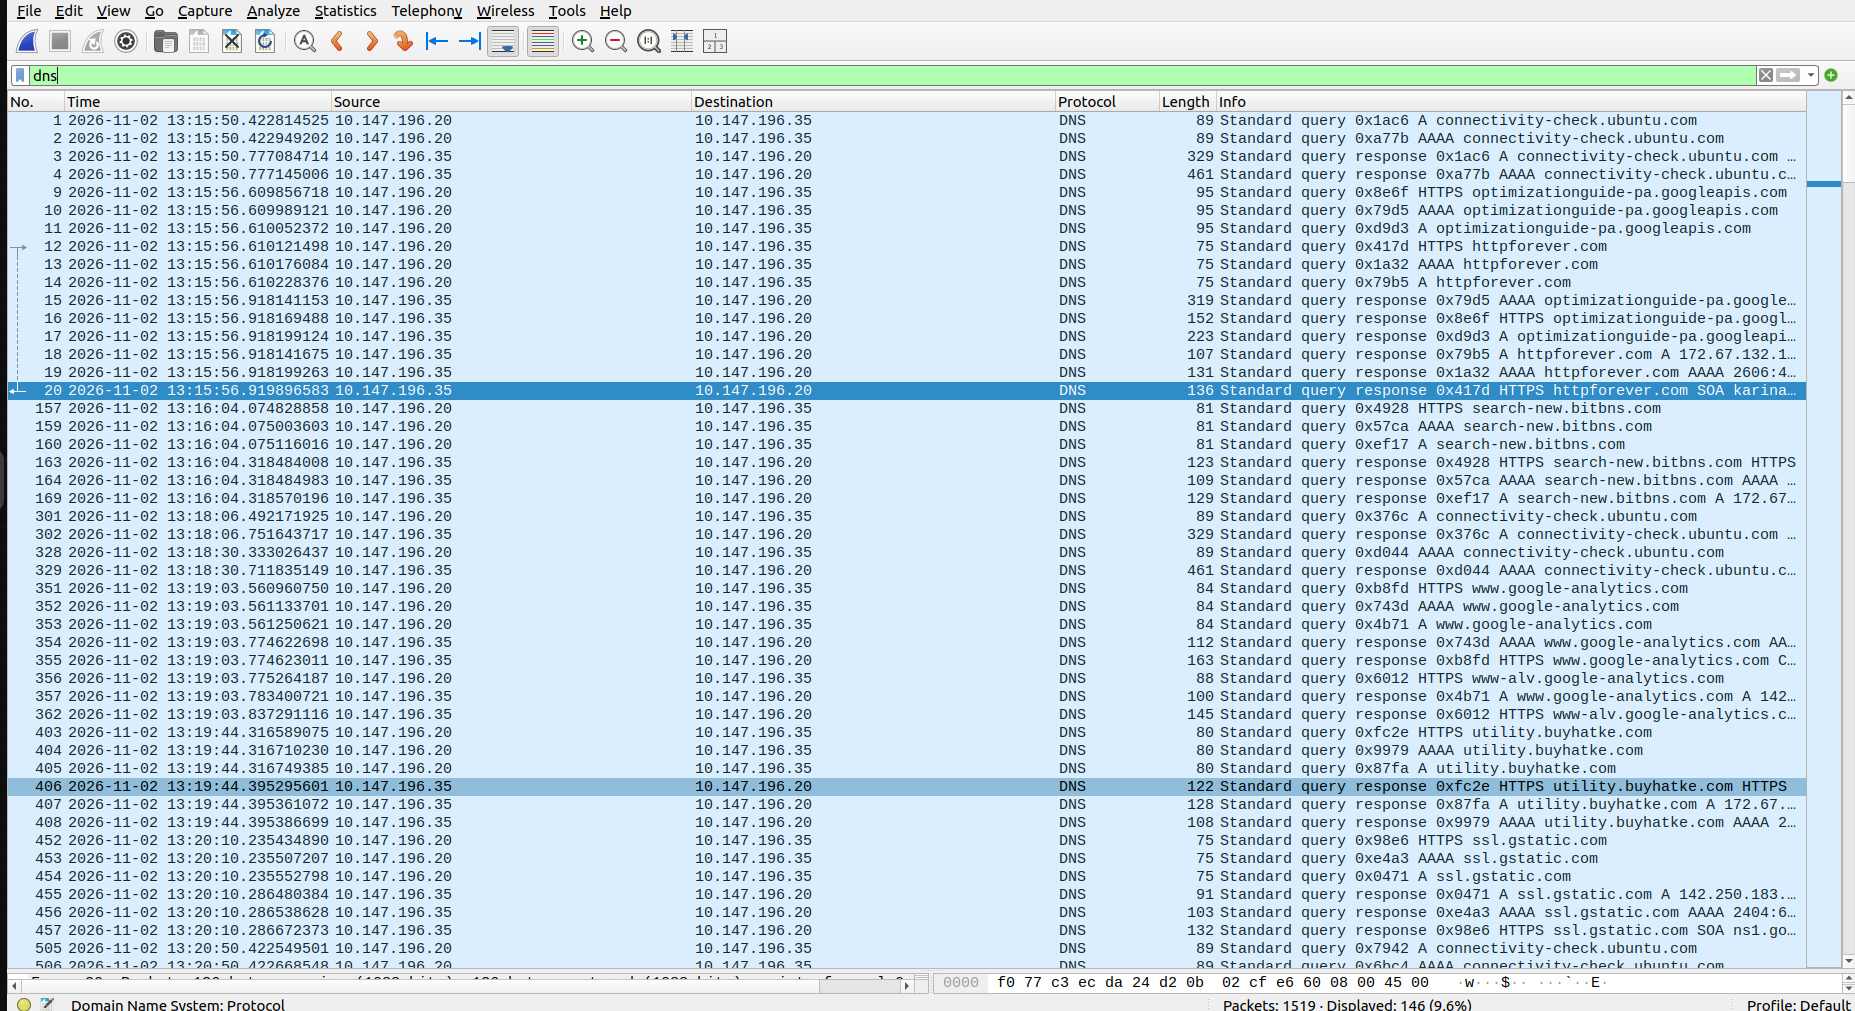 File Edit View Go Capture Analyze Statistics Telephony Wireless Tools Help
dns
No. Time Source Destination Protocol Length Info
1 2026-11-02 13:15:50.422814525 10.147.196.20 10.147.196.35 DNS 89 Standard query 0x1ac6 A connectivity-check.ubuntu.com
2 2026-11-02 13:15:50.422949202 10.147.196.20 10.147.196.35 DNS 89 Standard query 0xa77b AAAA connectivity-check.ubuntu.com
3 2026-11-02 13:15:50.777084714 10.147.196.35 10.147.196.20 DNS 329 Standard query response 0x1ac6 A connectivity-check.ubuntu.com …
4 2026-11-02 13:15:50.777145006 10.147.196.35 10.147.196.20 DNS 461 Standard query response 0xa77b AAAA connectivity-check.ubuntu.c…
9 2026-11-02 13:15:56.609856718 10.147.196.20 10.147.196.35 DNS 95 Standard query 0x8e6f HTTPS optimizationguide-pa.googleapis.com
10 2026-11-02 13:15:56.609989121 10.147.196.20 10.147.196.35 DNS 95 Standard query 0x79d5 AAAA optimizationguide-pa.googleapis.com
11 2026-11-02 13:15:56.610052372 10.147.196.20 10.147.196.35 DNS 95 Standard query 0xd9d3 A optimizationguide-pa.googleapis.com
12 2026-11-02 13:15:56.610121498 10.147.196.20 10.147.196.35 DNS 75 Standard query 0x417d HTTPS httpforever.com
13 2026-11-02 13:15:56.610176084 10.147.196.20 10.147.196.35 DNS 75 Standard query 0x1a32 AAAA httpforever.com
14 2026-11-02 13:15:56.610228376 10.147.196.20 10.147.196.35 DNS 75 Standard query 0x79b5 A httpforever.com
15 2026-11-02 13:15:56.918141153 10.147.196.35 10.147.196.20 DNS 319 Standard query response 0x79d5 AAAA optimizationguide-pa.google…
16 2026-11-02 13:15:56.918169488 10.147.196.35 10.147.196.20 DNS 152 Standard query response 0x8e6f HTTPS optimizationguide-pa.googl…
17 2026-11-02 13:15:56.918199124 10.147.196.35 10.147.196.20 DNS 223 Standard query response 0xd9d3 A optimizationguide-pa.googleapi…
18 2026-11-02 13:15:56.918141675 10.147.196.35 10.147.196.20 DNS 107 Standard query response 0x79b5 A httpforever.com A 172.67.132.1…
19 2026-11-02 13:15:56.918199263 10.147.196.35 10.147.196.20 DNS 131 Standard query response 0x1a32 AAAA httpforever.com AAAA 2606:4…
20 2026-11-02 13:15:56.919896583 10.147.196.35 10.147.196.20 DNS 136 Standard query response 0x417d HTTPS httpforever.com SOA karina…
157 2026-11-02 13:16:04.074828858 10.147.196.20 10.147.196.35 DNS 81 Standard query 0x4928 HTTPS search-new.bitbns.com
159 2026-11-02 13:16:04.075003603 10.147.196.20 10.147.196.35 DNS 81 Standard query 0x57ca AAAA search-new.bitbns.com
160 2026-11-02 13:16:04.075116016 10.147.196.20 10.147.196.35 DNS 81 Standard query 0xef17 A search-new.bitbns.com
163 2026-11-02 13:16:04.318484008 10.147.196.35 10.147.196.20 DNS 123 Standard query response 0x4928 HTTPS search-new.bitbns.com HTTPS
164 2026-11-02 13:16:04.318484983 10.147.196.35 10.147.196.20 DNS 109 Standard query response 0x57ca AAAA search-new.bitbns.com AAAA …
169 2026-11-02 13:16:04.318570196 10.147.196.35 10.147.196.20 DNS 129 Standard query response 0xef17 A search-new.bitbns.com A 172.67…
301 2026-11-02 13:18:06.492171925 10.147.196.20 10.147.196.35 DNS 89 Standard query 0x376c A connectivity-check.ubuntu.com
302 2026-11-02 13:18:06.751643717 10.147.196.35 10.147.196.20 DNS 329 Standard query response 0x376c A connectivity-check.ubuntu.com …
328 2026-11-02 13:18:30.333026437 10.147.196.20 10.147.196.35 DNS 89 Standard query 0xd044 AAAA connectivity-check.ubuntu.com
329 2026-11-02 13:18:30.711835149 10.147.196.35 10.147.196.20 DNS 461 Standard query response 0xd044 AAAA connectivity-check.ubuntu.c…
351 2026-11-02 13:19:03.560960750 10.147.196.20 10.147.196.35 DNS 84 Standard query 0xb8fd HTTPS www.google-analytics.com
352 2026-11-02 13:19:03.561133701 10.147.196.20 10.147.196.35 DNS 84 Standard query 0x743d AAAA www.google-analytics.com
353 2026-11-02 13:19:03.561250621 10.147.196.20 10.147.196.35 DNS 84 Standard query 0x4b71 A www.google-analytics.com
354 2026-11-02 13:19:03.774622698 10.147.196.35 10.147.196.20 DNS 112 Standard query response 0x743d AAAA www.google-analytics.com AA…
355 2026-11-02 13:19:03.774623011 10.147.196.35 10.147.196.20 DNS 163 Standard query response 0xb8fd HTTPS www.google-analytics.com C…
356 2026-11-02 13:19:03.775264187 10.147.196.20 10.147.196.35 DNS 88 Standard query 0x6012 HTTPS www-alv.google-analytics.com
357 2026-11-02 13:19:03.783400721 10.147.196.35 10.147.196.20 DNS 100 Standard query response 0x4b71 A www.google-analytics.com A 142…
362 2026-11-02 13:19:03.837291116 10.147.196.35 10.147.196.20 DNS 145 Standard query response 0x6012 HTTPS www-alv.google-analytics.c…
403 2026-11-02 13:19:44.316589075 10.147.196.20 10.147.196.35 DNS 80 Standard query 0xfc2e HTTPS utility.buyhatke.com
404 2026-11-02 13:19:44.316710230 10.147.196.20 10.147.196.35 DNS 80 Standard query 0x9979 AAAA utility.buyhatke.com
405 2026-11-02 13:19:44.316749385 10.147.196.20 10.147.196.35 DNS 80 Standard query 0x87fa A utility.buyhatke.com
406 2026-11-02 13:19:44.395295601 10.147.196.35 10.147.196.20 DNS 122 Standard query response 0xfc2e HTTPS utility.buyhatke.com HTTPS
407 2026-11-02 13:19:44.395361072 10.147.196.35 10.147.196.20 DNS 128 Standard query response 0x87fa A utility.buyhatke.com A 172.67.…
408 2026-11-02 13:19:44.395386699 10.147.196.35 10.147.196.20 DNS 108 Standard query response 0x9979 AAAA utility.buyhatke.com AAAA 2…
452 2026-11-02 13:20:10.235434890 10.147.196.20 10.147.196.35 DNS 75 Standard query 0x98e6 HTTPS ssl.gstatic.com
453 2026-11-02 13:20:10.235507207 10.147.196.20 10.147.196.35 DNS 75 Standard query 0xe4a3 AAAA ssl.gstatic.com
454 2026-11-02 13:20:10.235552798 10.147.196.20 10.147.196.35 DNS 75 Standard query 0x0471 A ssl.gstatic.com
455 2026-11-02 13:20:10.286480384 10.147.196.35 10.147.196.20 DNS 91 Standard query response 0x0471 A ssl.gstatic.com A 142.250.183.…
456 2026-11-02 13:20:10.286538628 10.147.196.35 10.147.196.20 DNS 103 Standard query response 0xe4a3 AAAA ssl.gstatic.com AAAA 2404:6…
457 2026-11-02 13:20:10.286672373 10.147.196.35 10.147.196.20 DNS 132 Standard query response 0x98e6 HTTPS ssl.gstatic.com SOA ns1.go…
505 2026-11-02 13:20:50.422549501 10.147.196.20 10.147.196.35 DNS 89 Standard query 0x7942 A connectivity-check.ubuntu.com
506 2026-11-02 13:20:50.422668548 10.147.196.20 10.147.196.35 DNS 89 Standard query 0x6bc4 AAAA connectivity-check.ubuntu.com
0000 f0 77 c3 ec da 24 d2 0b 02 cf e6 60 08 00 45 00 ·w···$·· ···`··E·
Domain Name System: Protocol Packets: 1519 · Displayed: 146 (9.6%) Profile: Default